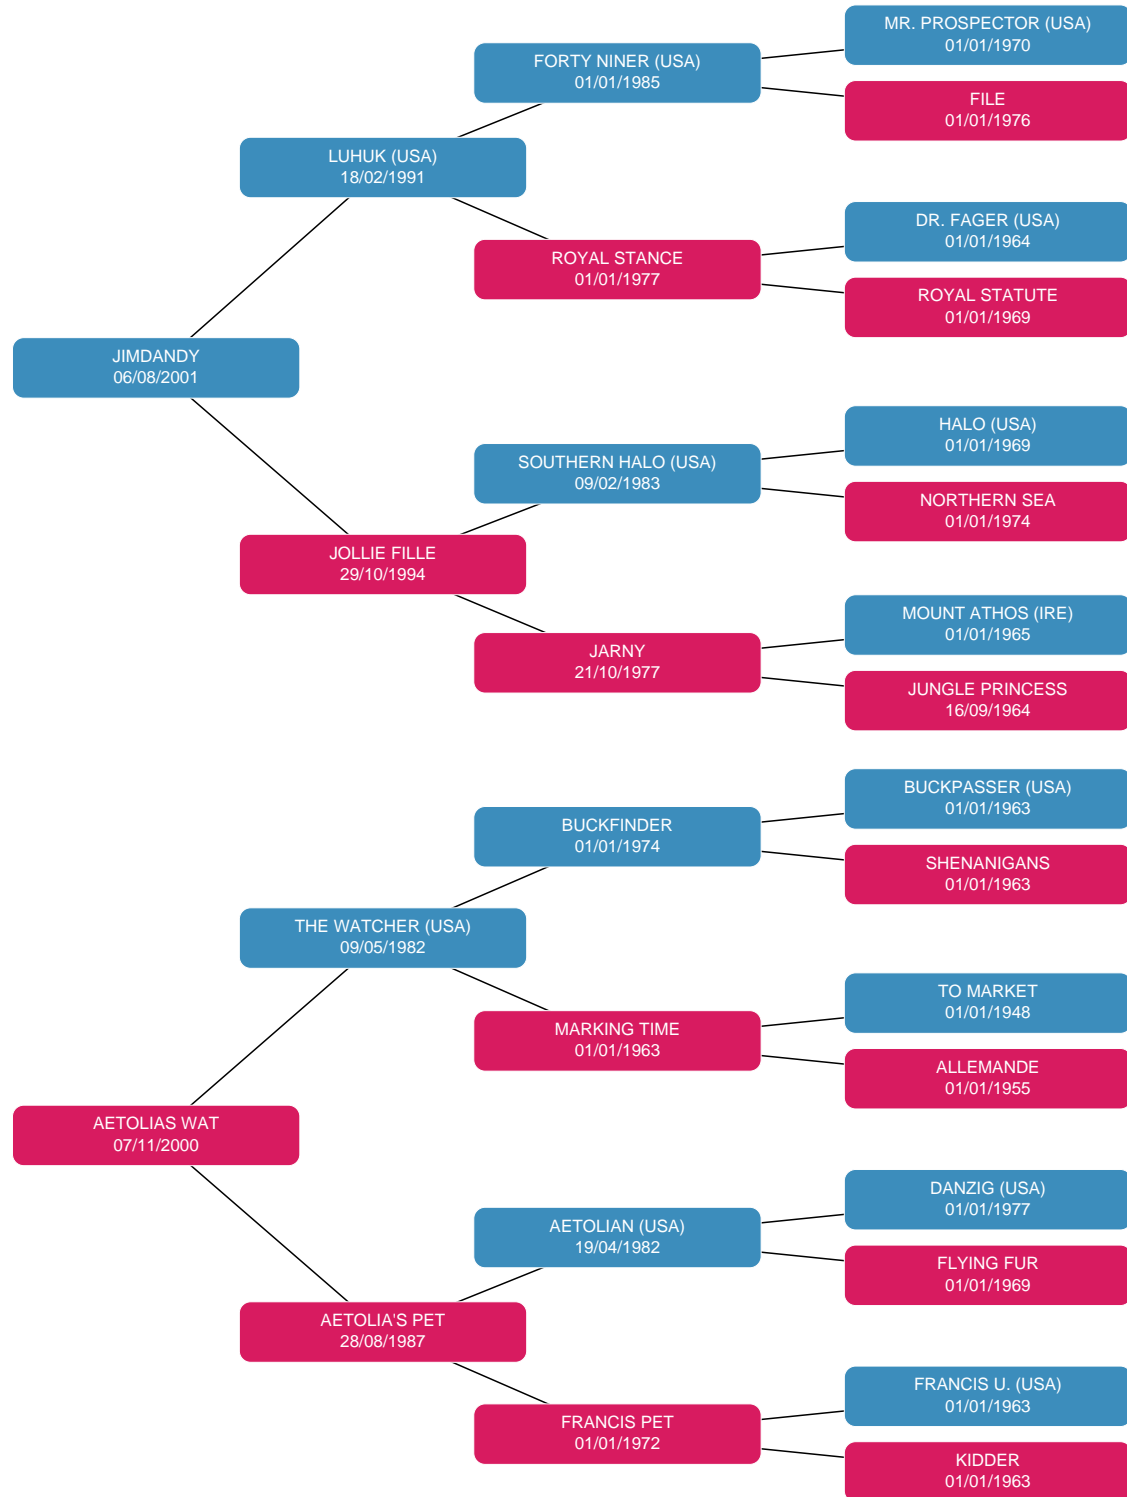 MR. PROSPECTOR (USA)
01/01/1970
FORTY NINER (USA)
01/01/1985
FILE
01/01/1976
LUHUK (USA)
18/02/1991
DR. FAGER (USA)
01/01/1964
ROYAL STANCE
01/01/1977
ROYAL STATUTE
01/01/1969
JIMDANDY
06/08/2001
HALO (USA)
01/01/1969
SOUTHERN HALO (USA)
09/02/1983
NORTHERN SEA
01/01/1974
JOLLIE FILLE
29/10/1994
MOUNT ATHOS (IRE)
01/01/1965
JARNY
21/10/1977
JUNGLE PRINCESS
16/09/1964
BUCKPASSER (USA)
01/01/1963
BUCKFINDER
01/01/1974
SHENANIGANS
01/01/1963
THE WATCHER (USA)
09/05/1982
TO MARKET
01/01/1948
MARKING TIME
01/01/1963
ALLEMANDE
01/01/1955
AETOLIAS WAT
07/11/2000
DANZIG (USA)
01/01/1977
AETOLIAN (USA)
19/04/1982
FLYING FUR
01/01/1969
AETOLIA'S PET
28/08/1987
FRANCIS U. (USA)
01/01/1963
FRANCIS PET
01/01/1972
KIDDER
01/01/1963